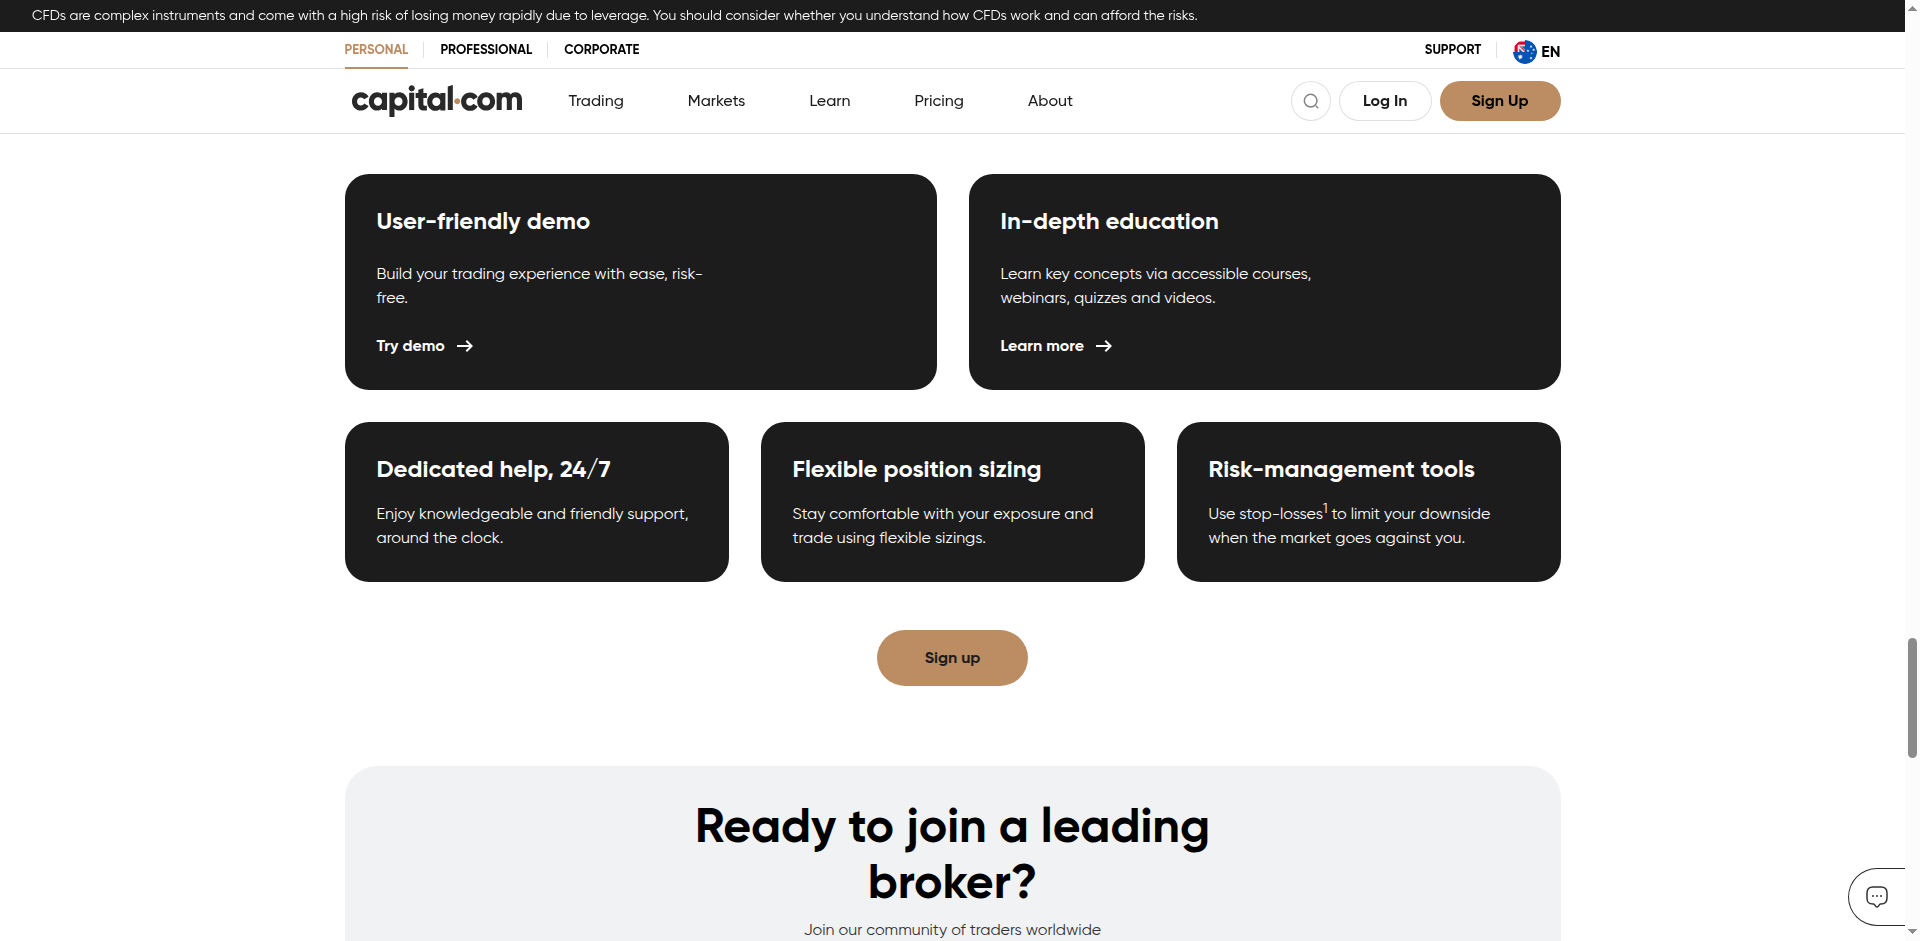 CFDs are complex instruments and come with a high risk of losing money rapidly due to leverage. You should consider whether you understand how CFDs work and can afford the risks.
PERSONAL
PROFESSIONAL
CORPORATE
SUPPORT
EN
capital.com
Trading
Markets
Learn
Pricing
About
Log In
Sign Up
User-friendly demo
Build your trading experience with ease, risk-
free.
Try demo
In-depth education
Learn key concepts via accessible courses,
webinars, quizzes and videos.
Learn more
Dedicated help, 24/7
Enjoy knowledgeable and friendly support,
around the clock.
Flexible position sizing
Stay comfortable with your exposure and
trade using flexible sizings.
Risk-management tools
Use stop-losses1 to limit your downside
when the market goes against you.
Sign up
Ready to join a leading
broker?
Join our community of traders worldwide